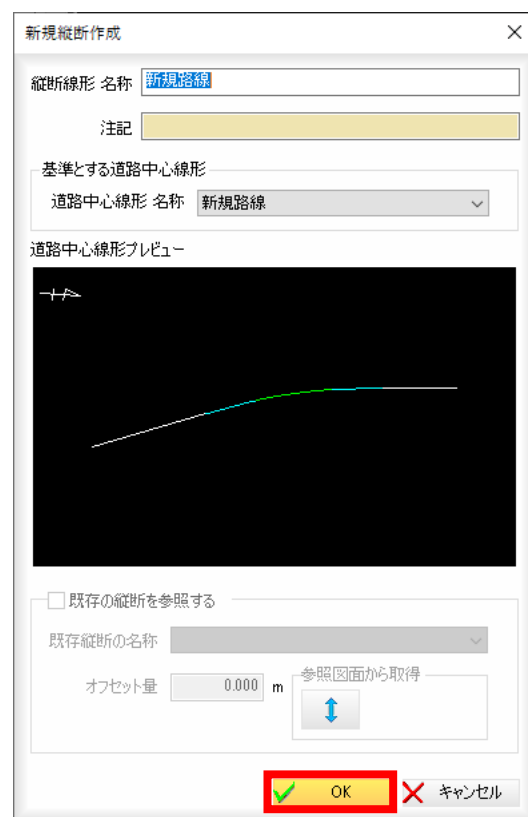 新規縦断作成
縦断線形 名称 新規路線
注記
基準とする道路中心線形
道路中心線形 名称 新規路線
道路中心線形プレビュー
既存の縦断を参照する
既存縦断の名称
オフセット量 0.000 m
参照図面から取得
OK キャンセル